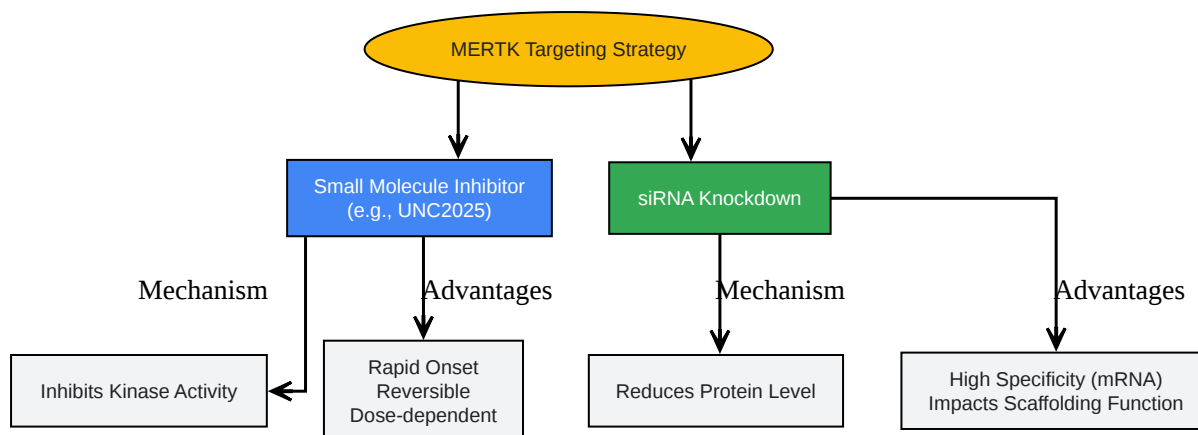 MERTK Targeting Strategy
Small Molecule Inhibitor
(e.g., UNC2025)
siRNA Knockdown
Mechanism
Advantages
Mechanism
Advantages
Inhibits Kinase Activity
Rapid Onset
Reversible
Dose-dependent
Reduces Protein Level
High Specificity (mRNA)
Impacts Scaffolding Function